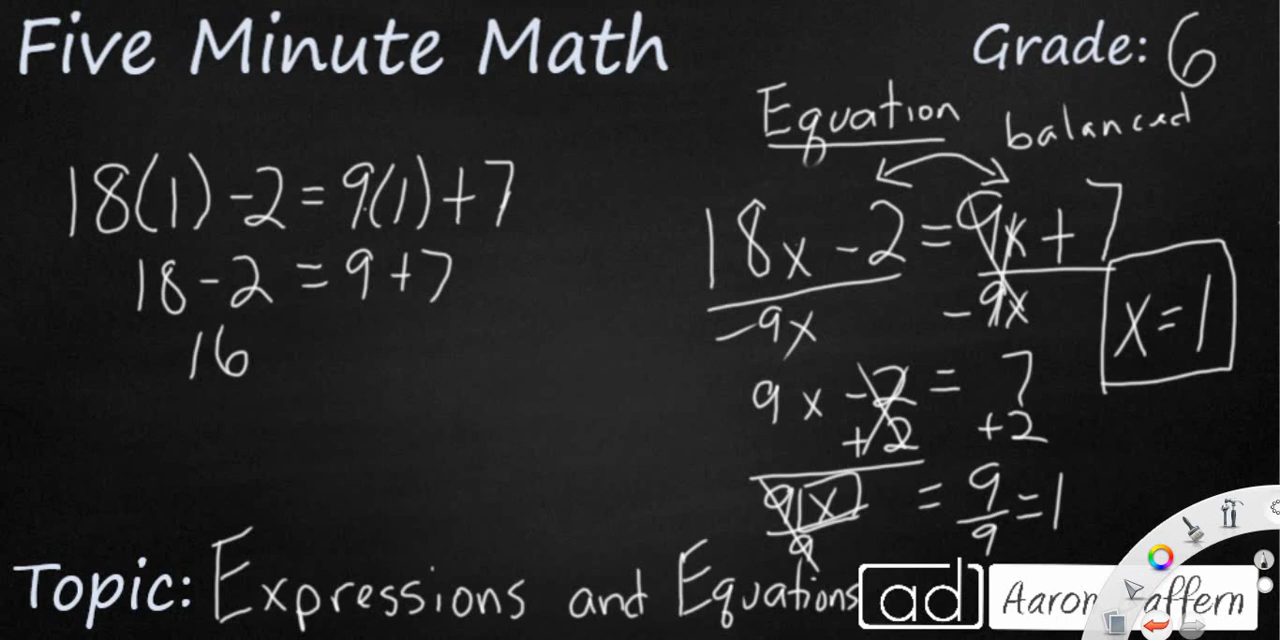 Five Minute Math
Grade: 6
18(1) - 2 = 9(1) + 7
18 - 2 = 9 + 7
16
Equation
balanced
18x - 2 = 9x + 7
-9x -9x
x = 1
9x - 2 = 7
+2 +2
9x = 9 = 1
9 9
Topic: Expressions and Equations
ad
Aaron